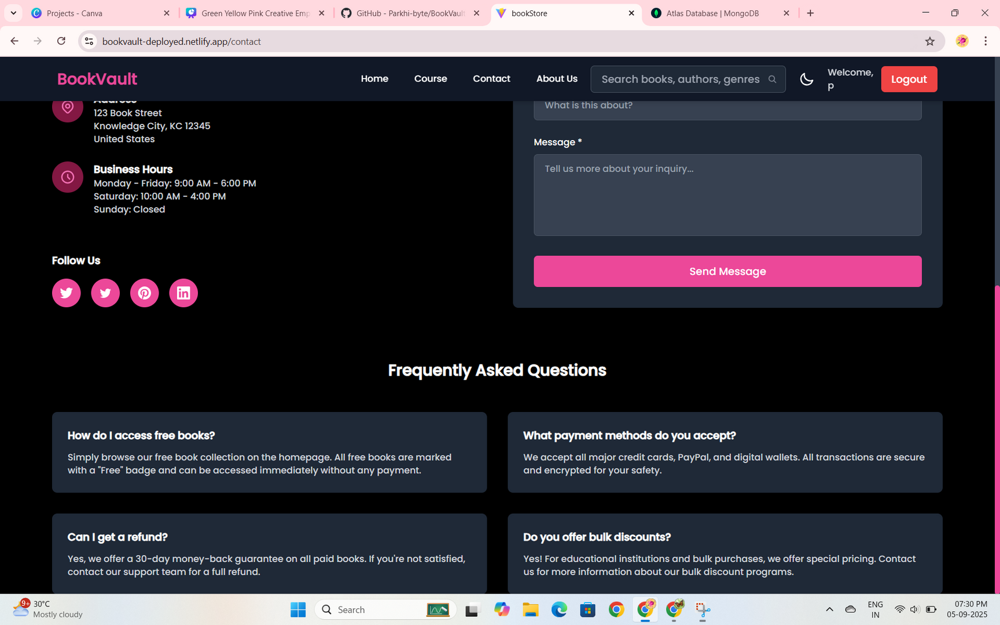 Projects - Canva
Green Yellow Pink Creative Emp
GitHub - Parkhi-byte/BookVault
bookStore
Atlas Database | MongoDB
bookvault-deployed.netlify.app/contact
BookVault
Home
Course
Contact
About Us
Search books, authors, genres
Welcome,
p
Logout
Address
123 Book Street
Knowledge City, KC 12345
United States
Business Hours
Monday - Friday: 9:00 AM - 6:00 PM
Saturday: 10:00 AM - 4:00 PM
Sunday: Closed
Follow Us
What is this about?
Message *
Tell us more about your inquiry...
Send Message
Frequently Asked Questions
How do I access free books?
Simply browse our free book collection on the homepage. All free books are marked
with a "Free" badge and can be accessed immediately without any payment.
What payment methods do you accept?
We accept all major credit cards, PayPal, and digital wallets. All transactions are secure
and encrypted for your safety.
Can I get a refund?
Yes, we offer a 30-day money-back guarantee on all paid books. If you're not satisfied,
contact our support team for a full refund.
Do you offer bulk discounts?
Yes! For educational institutions and bulk purchases, we offer special pricing. Contact
us for more information about our bulk discount programs.
9+
30°C
Mostly cloudy
Search
ENG
IN
07:30 PM
05-09-2025